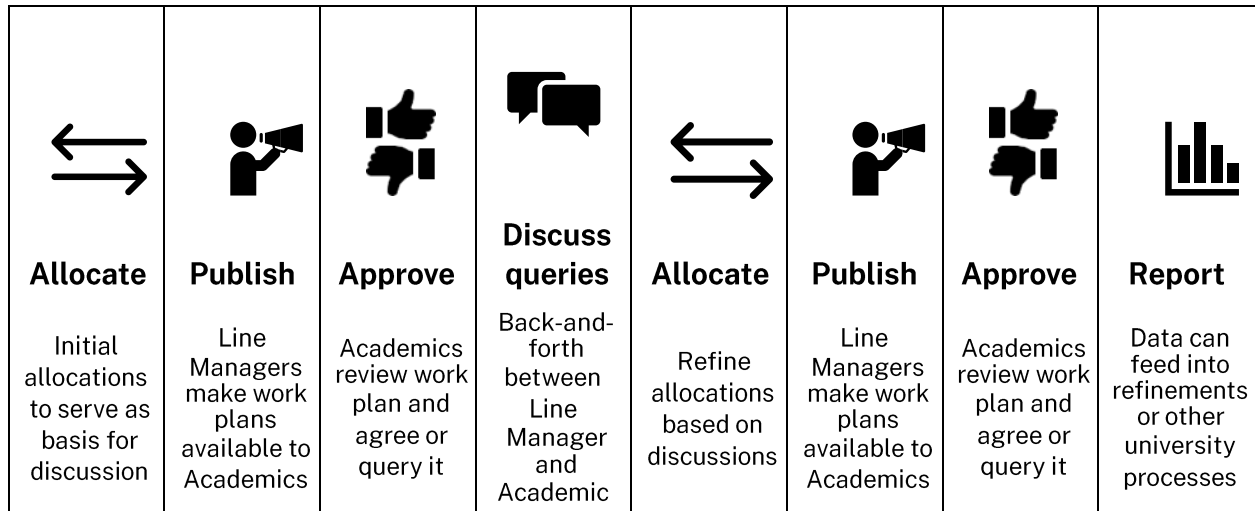 Allocate
Initial
allocations
to serve as
basis for
discussion
Publish
Line
Managers
make work
plans
available to
Academics
Approve
Academics
review work
plan and
agree or
query it
Discuss
queries
Back-and-
forth
between
Line
Manager
and
Academic
Allocate
Refine
allocations
based on
discussions
Publish
Line
Managers
make work
plans
available to
Academics
Approve
Academics
review work
plan and
agree or
query it
Report
Data can
feed into
refinements
or other
university
processes